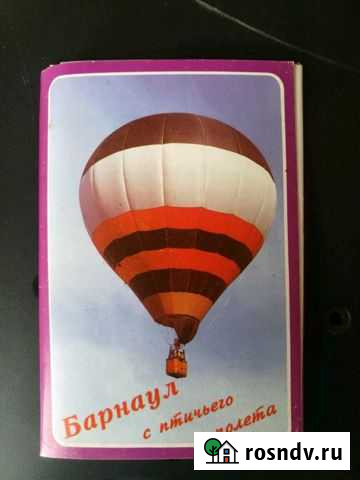 Барнаул
с птичьего
полета
rosndv.ru